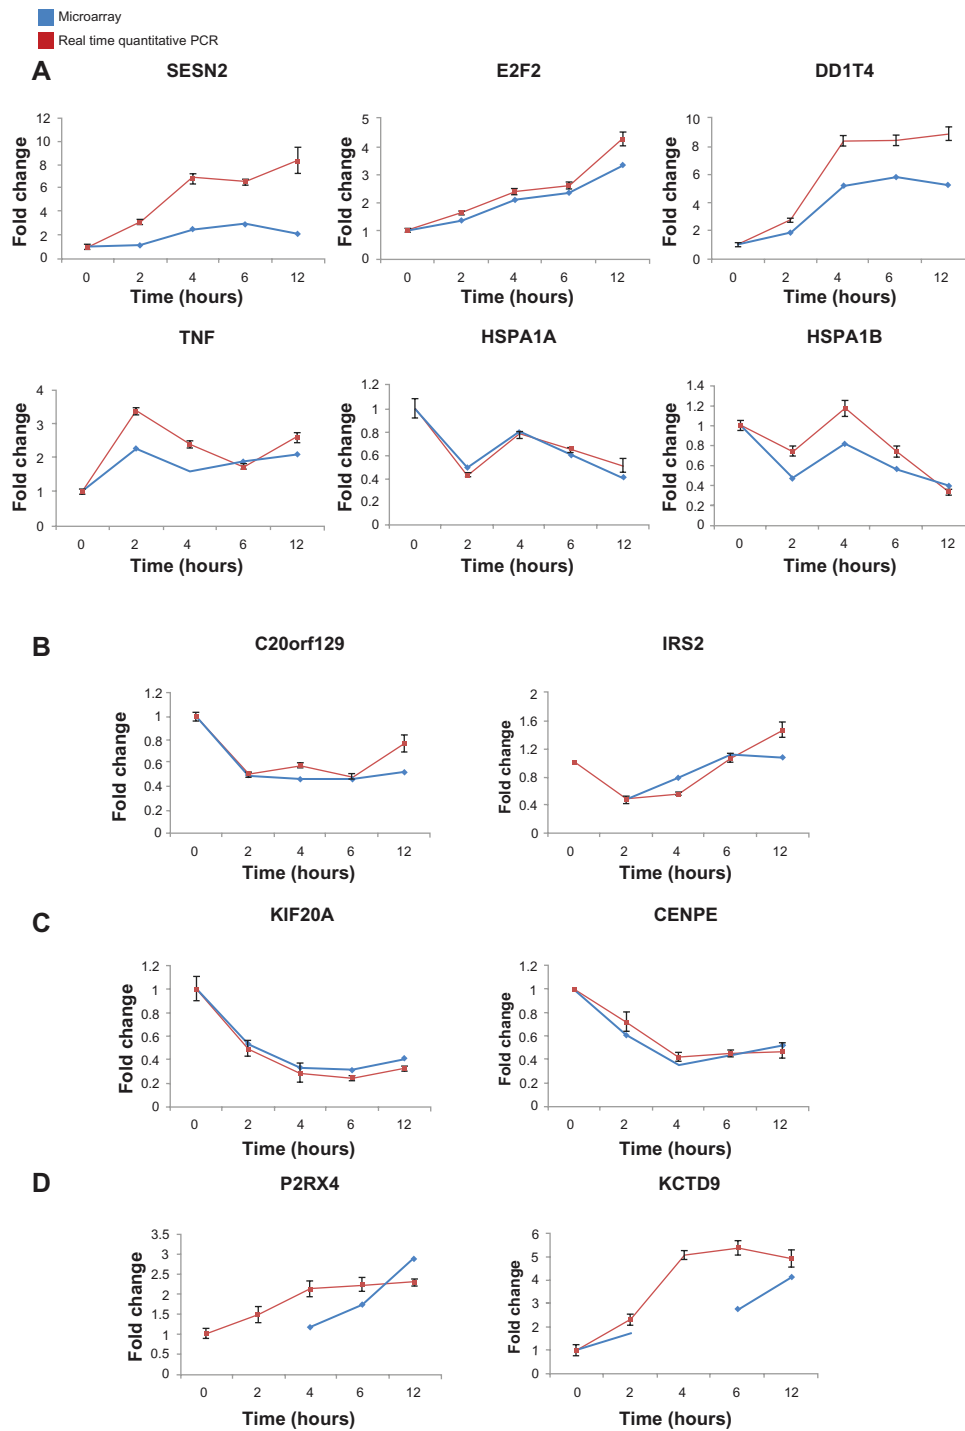 Microarray
Real time quantitative PCR
A
SESN2
E2F2
DD1T4
Fold change
12
10
8
6
4
2
0
0 2 4 6 12
Time (hours)
Fold change
5
4
3
2
1
0
0 2 4 6 12
Time (hours)
Fold change
10
8
6
4
2
0
0 2 4 6 12
Time (hours)
TNF
HSPA1A
HSPA1B
Fold change
4
3
2
1
0
0 2 4 6 12
Time (hours)
Fold change
1.2
1
0.8
0.6
0.4
0.2
0
0 2 4 6 12
Time (hours)
Fold change
1.4
1.2
1
0.8
0.6
0.4
0.2
0
0 2 4 6 12
Time (hours)
B
C20orf129
IRS2
Fold change
1.2
1
0.8
0.6
0.4
0.2
0
0 2 4 6 12
Time (hours)
Fold change
2
1.6
1.2
0.8
0.4
0
0 2 4 6 12
Time (hours)
C
KIF20A
CENPE
Fold change
1.2
1
0.8
0.6
0.4
0.2
0
0 2 4 6 12
Time (hours)
Fold change
1.2
1
0.8
0.6
0.4
0.2
0
0 2 4 6 12
Time (hours)
D
P2RX4
KCTD9
Fold change
3.5
3
2.5
2
1.5
1
0.5
0
0 2 4 6 12
Time (hours)
Fold change
6
5
4
3
2
1
0
0 2 4 6 12
Time (hours)